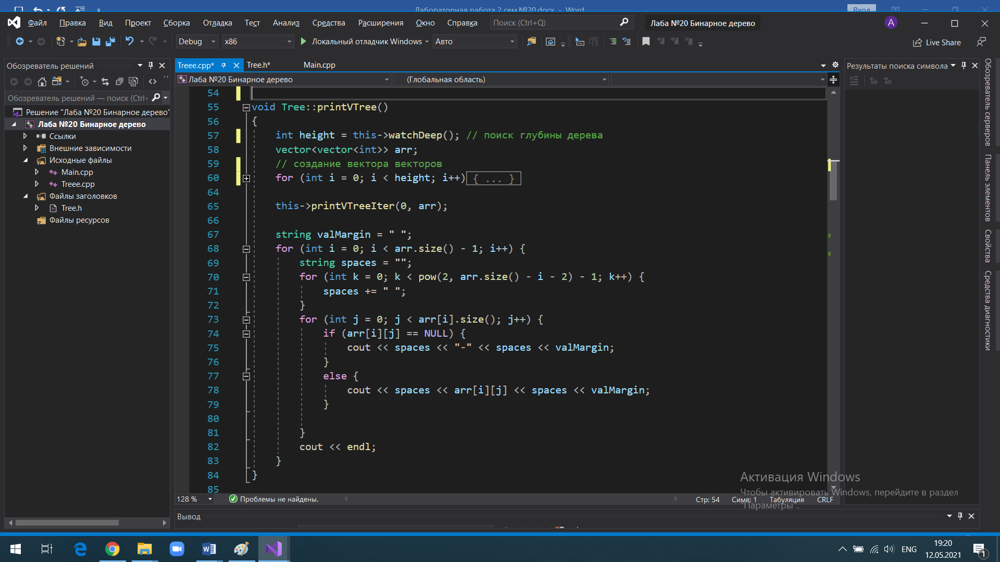 Лабораторная работа 2 сем №20.docx - Word
Вход
Файл Правка Вид Проект Сборка Отладка Тест Анализ Средства Расширения Окно Справка Поиск (Ctrl+Q) Лаба №20 Бинарное дерево A
Debug x86 Локальный отладчик Windows Авто Live Share
Обозреватель решений
Обозреватель решений — поиск (Ctrl
Решение "Лаба №20 Бинарное дерево"
Лаба №20 Бинарное дерево
Ссылки
Внешние зависимости
Исходные файлы
Main.cpp
Treee.cpp
Файлы заголовков
Tree.h
Файлы ресурсов
Treee.cpp* Tree.h* Main.cpp
Лаба №20 Бинарное дерево (Глобальная область)
54
55 void Tree::printVTree()
56 {
57 int height = this->watchDeep(); // поиск глубины дерева
58 vector<vector<int>> arr;
59 // создание вектора векторов
60 for (int i = 0; i < height; i++) { ... }
64
65 this->printVTreeIter(0, arr);
66
67 string valMargin = " ";
68 for (int i = 0; i < arr.size() - 1; i++) {
69 string spaces = "";
70 for (int k = 0; k < pow(2, arr.size() - i - 2) - 1; k++) {
71 spaces += " ";
72 }
73 for (int j = 0; j < arr[i].size(); j++) {
74 if (arr[i][j] == NULL) {
75 cout << spaces << "-" << spaces << valMargin;
76 }
77 else {
78 cout << spaces << arr[i][j] << spaces << valMargin;
79 }
80
81 }
82 cout << endl;
83 }
84 }
85
128 % Проблемы не найдены. Стр: 54 Симв: 1 Табуляция CRLF
Вывод
Результаты поиска символа
Обозреватель серверов
Панель элементов
Свойства
Средства диагностики
Активация Windows
Чтобы активировать Windows, перейдите в раздел
"Параметры".
ENG
19:20
12.05.2021
1